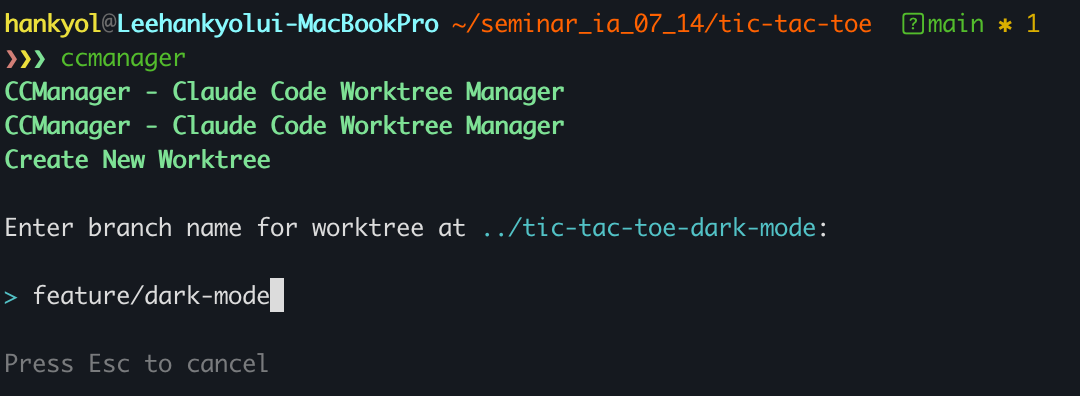 hankyol@Leehankyolui-MacBookPro ~/seminar_ia_07_14/tic-tac-toe [?] main * 1
❯❯❯ ccmanager
CCManager - Claude Code Worktree Manager
CCManager - Claude Code Worktree Manager
Create New Worktree
Enter branch name for worktree at ../tic-tac-toe-dark-mode:
> feature/dark-mode
Press Esc to cancel